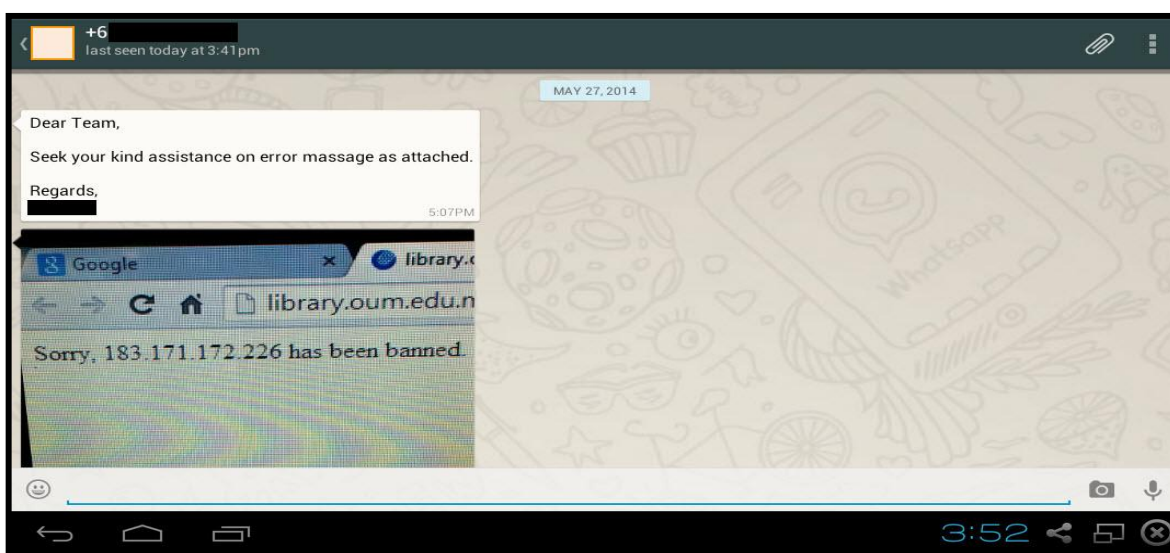 +6
last seen today at 3:41pm
MAY 27, 2014
Dear Team,
Seek your kind assistance on error massage as attached.
Regards,
5:07PM
Google
library.
library.oum.edu.
Sorry, 183.171.172.226 has been banned.
WhatsApp
3:52